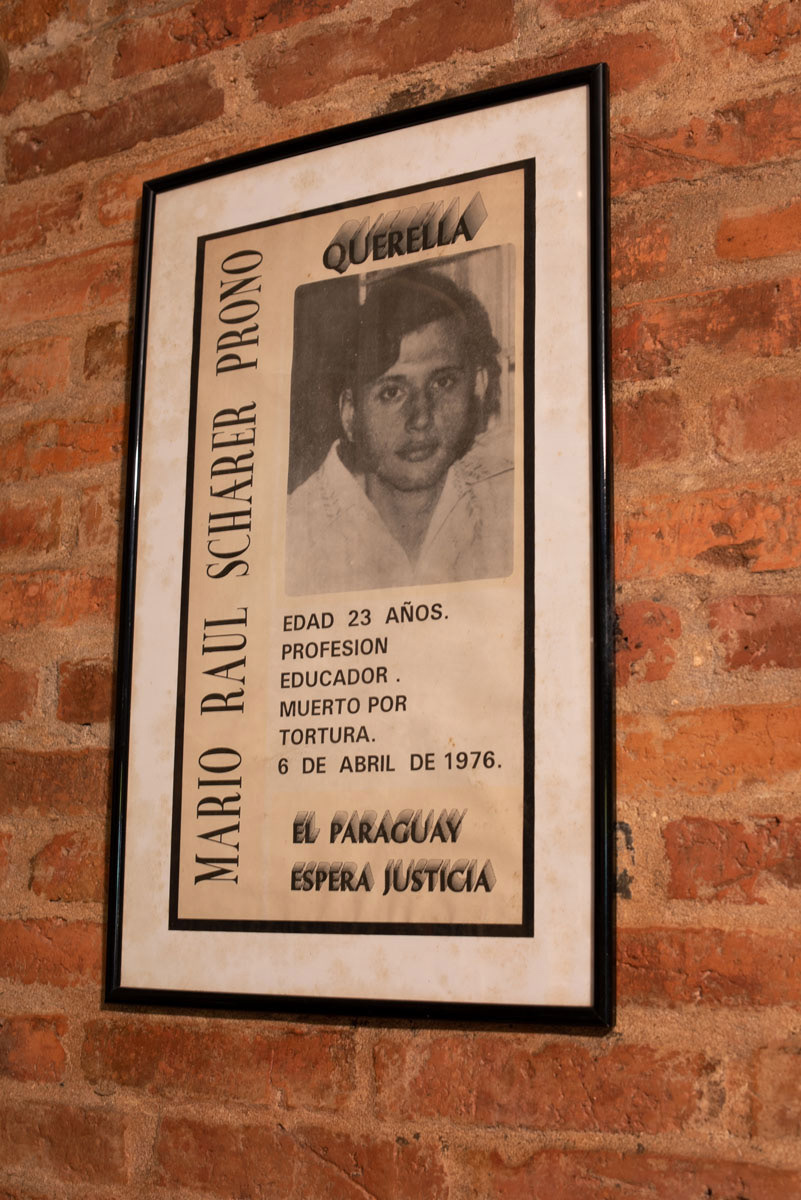 QUERELLA
MARIO RAUL SCHARER PRONO
EDAD 23 AÑOS.
PROFESION
EDUCADOR .
MUERTO POR
TORTURA.
6 DE ABRIL DE 1976.
EL PARAGUAY
ESPERA JUSTICIA